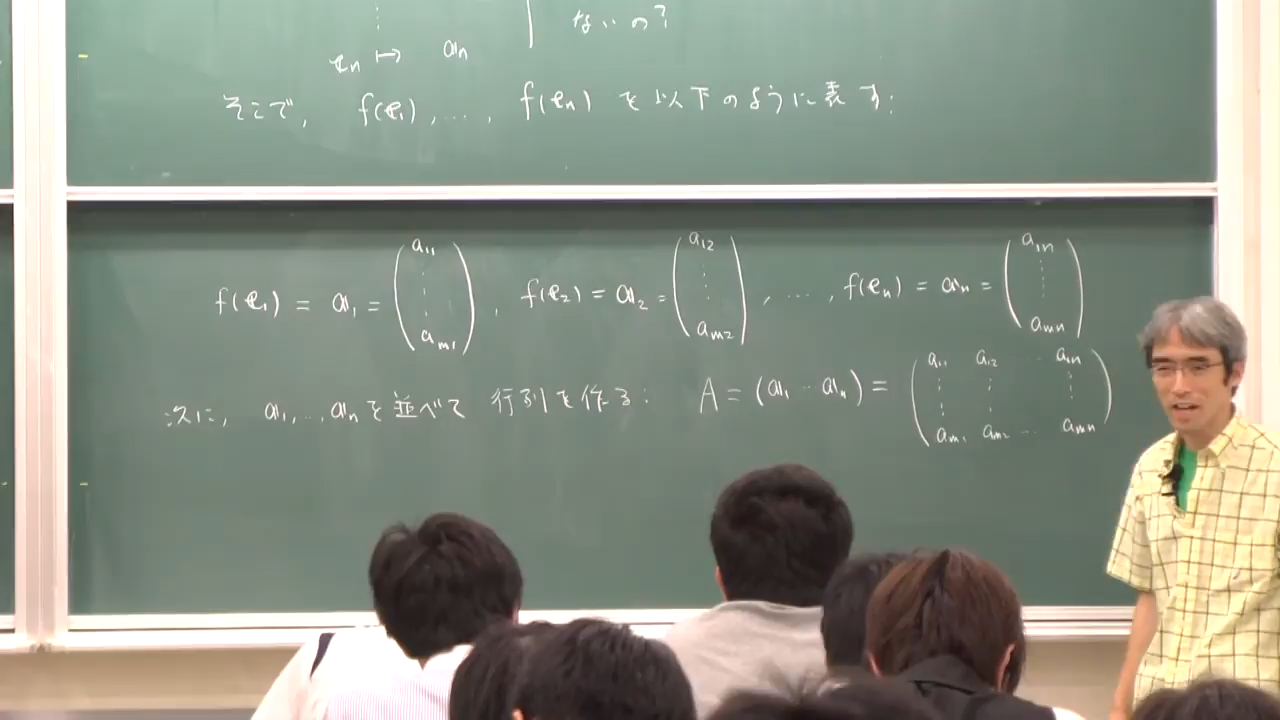 ないの?
𝕖n ↦ 𝕒n
そこで, f(𝕖1), ..., f(𝕖n) を以下のように表す:
f(𝕖1) = 𝕒1 = (a11 ⋮ am1), f(𝕖2) = 𝕒2 = (a12 ⋮ am2), ..., f(𝕖n) = 𝕒n = (a1n ⋮ amn)
次に, 𝕒1, ..., 𝕒n を並べて 行列を作る: A = (𝕒1 ... 𝕒n) = (a11 a12 ... a1n ⋮ ⋮ ⋮ am1 am2 ... amn)